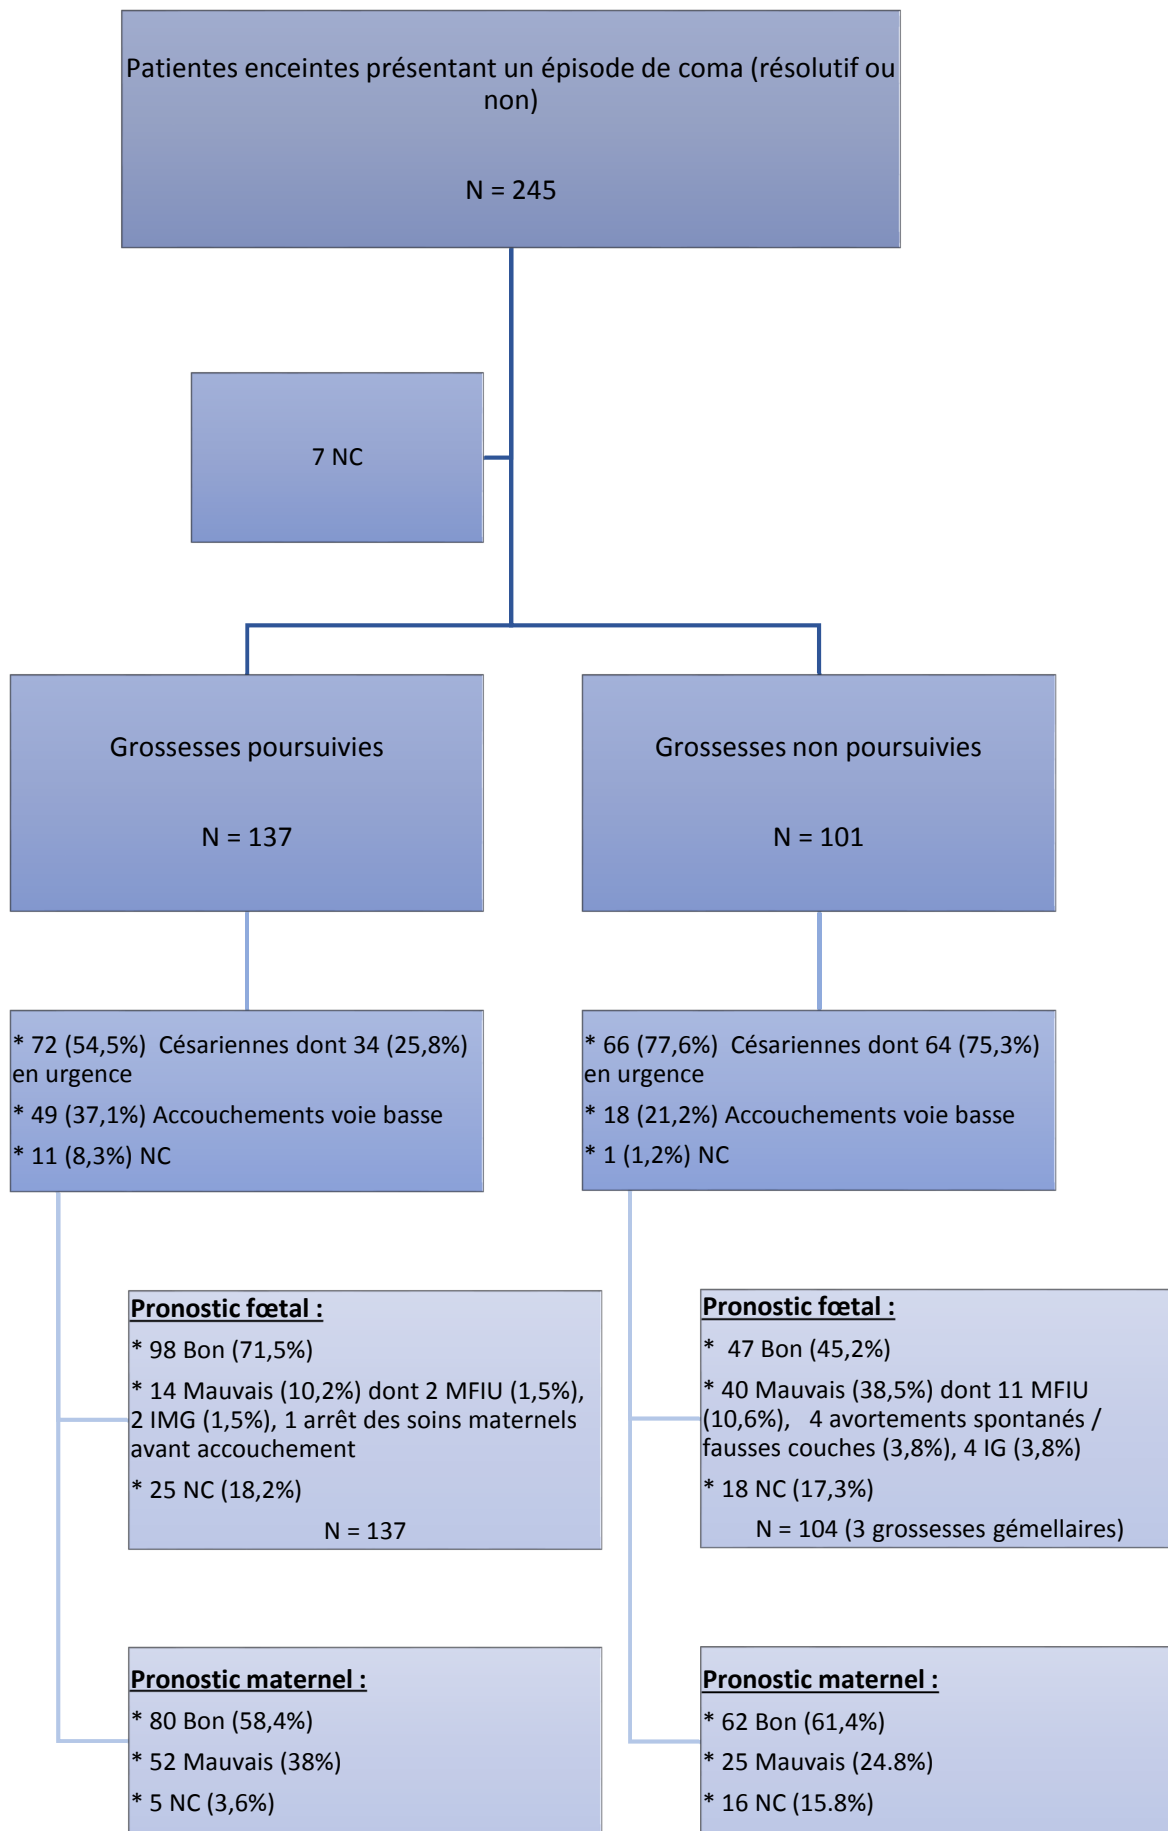 Patientes enceintes présentant un épisode de coma (résolutif ou
non)
N = 245
7 NC
Grossesses poursuivies
N = 137
Grossesses non poursuivies
N = 101
* 72 (54,5%) Césariennes dont 34 (25,8%)
en urgence
* 49 (37,1%) Accouchements voie basse
* 11 (8,3%) NC
* 66 (77,6%) Césariennes dont 64 (75,3%)
en urgence
* 18 (21,2%) Accouchements voie basse
* 1 (1,2%) NC
Pronostic fœtal :
* 98 Bon (71,5%)
* 14 Mauvais (10,2%) dont 2 MFIU (1,5%),
2 IMG (1,5%), 1 arrêt des soins maternels
avant accouchement
* 25 NC (18,2%)
N = 137
Pronostic fœtal :
* 47 Bon (45,2%)
* 40 Mauvais (38,5%) dont 11 MFIU
(10,6%), 4 avortements spontanés /
fausses couches (3,8%), 4 IG (3,8%)
* 18 NC (17,3%)
N = 104 (3 grossesses gémellaires)
Pronostic maternel :
* 80 Bon (58,4%)
* 52 Mauvais (38%)
* 5 NC (3,6%)
Pronostic maternel :
* 62 Bon (61,4%)
* 25 Mauvais (24.8%)
* 16 NC (15.8%)